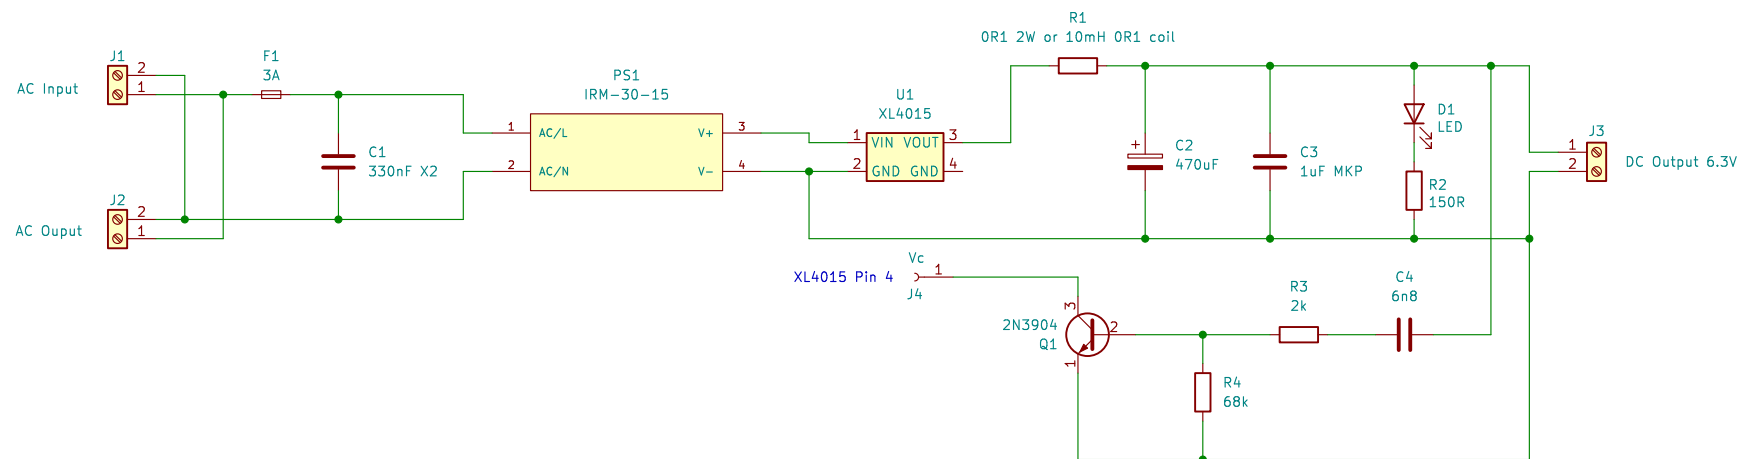 R1
0R1 2W or 10mH 0R1 coil
J1
2
1
AC Input
F1
3A
PS1
IRM-30-15
1
AC/L
V+
3
2
AC/N
V-
4
U1
XL4015
1
VIN
VOUT
3
2
GND
GND
4
C1
330nF X2
C2
470uF
+
C3
1uF MKP
D1
LED
R2
150R
J3
1
2
DC Output 6.3V
J2
2
1
AC Ouput
XL4015 Pin 4
Vc
1
J4
3
2N3904
Q1
2
1
R3
2k
C4
6n8
R4
68k